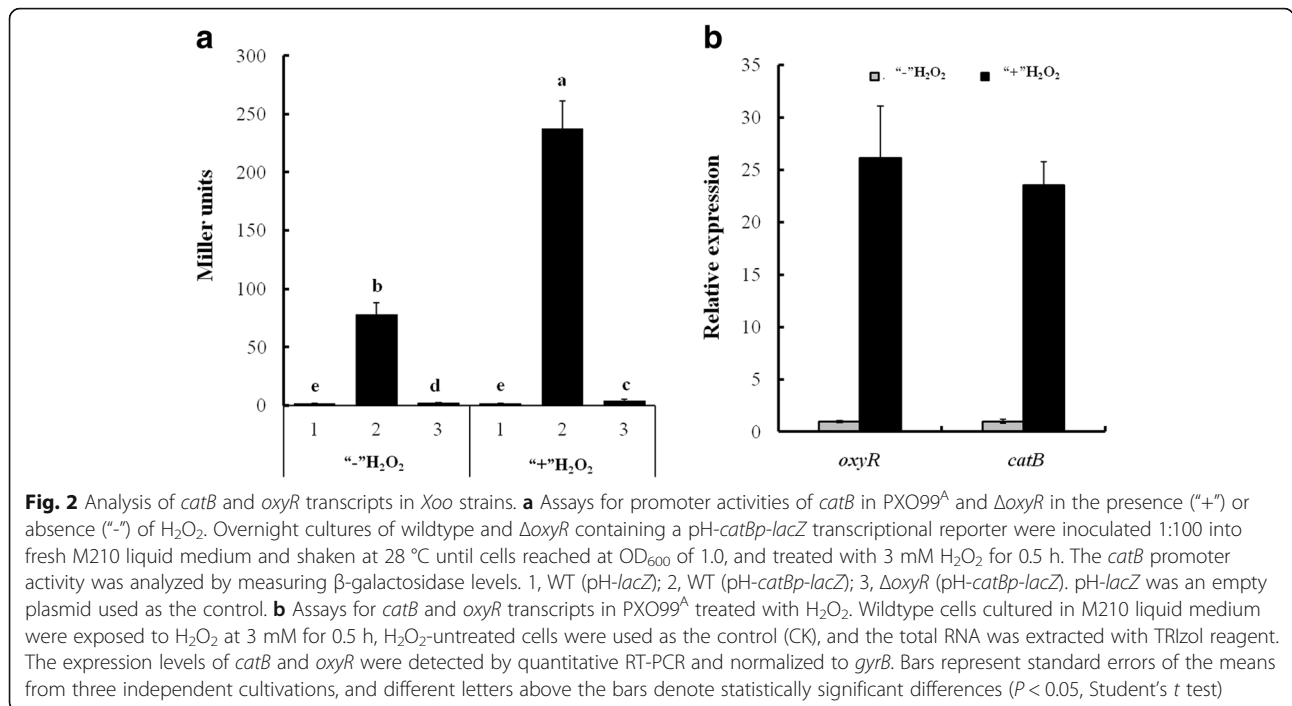 a
300
250
200
150
100
50
0
Miller units
e
b
d
e
a
c
1 2 3 1 2 3
“-”H₂O₂ “+”H₂O₂
b
“-”H₂O₂ “+”H₂O₂
35
30
25
20
15
10
5
0
Relative expression
oxyR catB
Fig. 2 Analysis of catB and oxyR transcripts in Xoo strains. a Assays for promoter activities of catB in PXO99ᴬ and ΔoxyR in the presence (“+”) or
absence (“-”) of H₂O₂. Overnight cultures of wildtype and ΔoxyR containing a pH-catBp-lacZ transcriptional reporter were inoculated 1:100 into
fresh M210 liquid medium and shaken at 28 °C until cells reached at OD₆₀₀ of 1.0, and treated with 3 mM H₂O₂ for 0.5 h. The catB promoter
activity was analyzed by measuring β-galactosidase levels. 1, WT (pH-lacZ); 2, WT (pH-catBp-lacZ); 3, ΔoxyR (pH-catBp-lacZ). pH-lacZ was an empty
plasmid used as the control. b Assays for catB and oxyR transcripts in PXO99ᴬ treated with H₂O₂. Wildtype cells cultured in M210 liquid medium
were exposed to H₂O₂ at 3 mM for 0.5 h, H₂O₂-untreated cells were used as the control (CK), and the total RNA was extracted with TRIzol reagent.
The expression levels of catB and oxyR were detected by quantitative RT-PCR and normalized to gyrB. Bars represent standard errors of the means
from three independent cultivations, and different letters above the bars denote statistically significant differences (P < 0.05, Student’s t test)